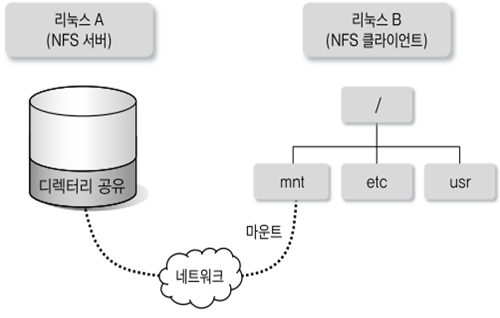 리눅스 A
(NFS 서버)
리눅스 B
(NFS 클라이언트)
/
디렉터리 공유
mnt
etc
usr
마운트
네트워크